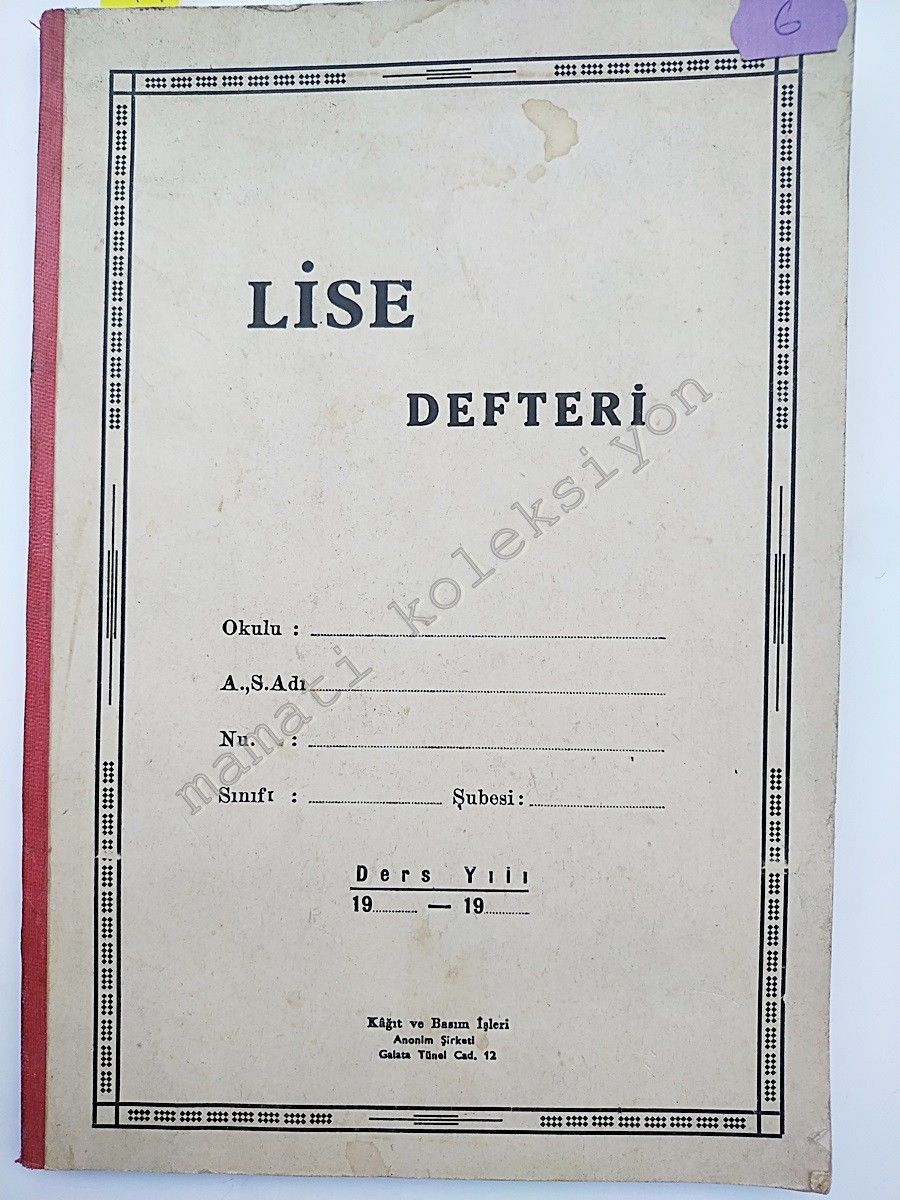 6
LİSE
DEFTERİ
Okulu :
A.,S.Adı
Nu. :
Sınıfı : Şubesi:
Ders Yılı
19 — 19
Kâğıt ve Basım İşleri
Anonim Şirketi
Galata Tünel Cad. 12
mamati koleksiyon